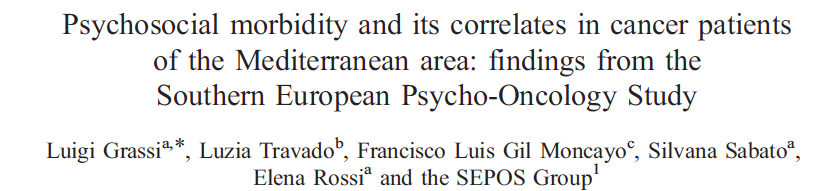 Psychosocial morbidity and its correlates in cancer patients
of the Mediterranean area: findings from the
Southern European Psycho-Oncology Study
Luigi Grassi^a,*, Luzia Travado^b, Francisco Luis Gil Moncayo^c, Silvana Sabato^a,
Elena Rossi^a and the SEPOS Group^1